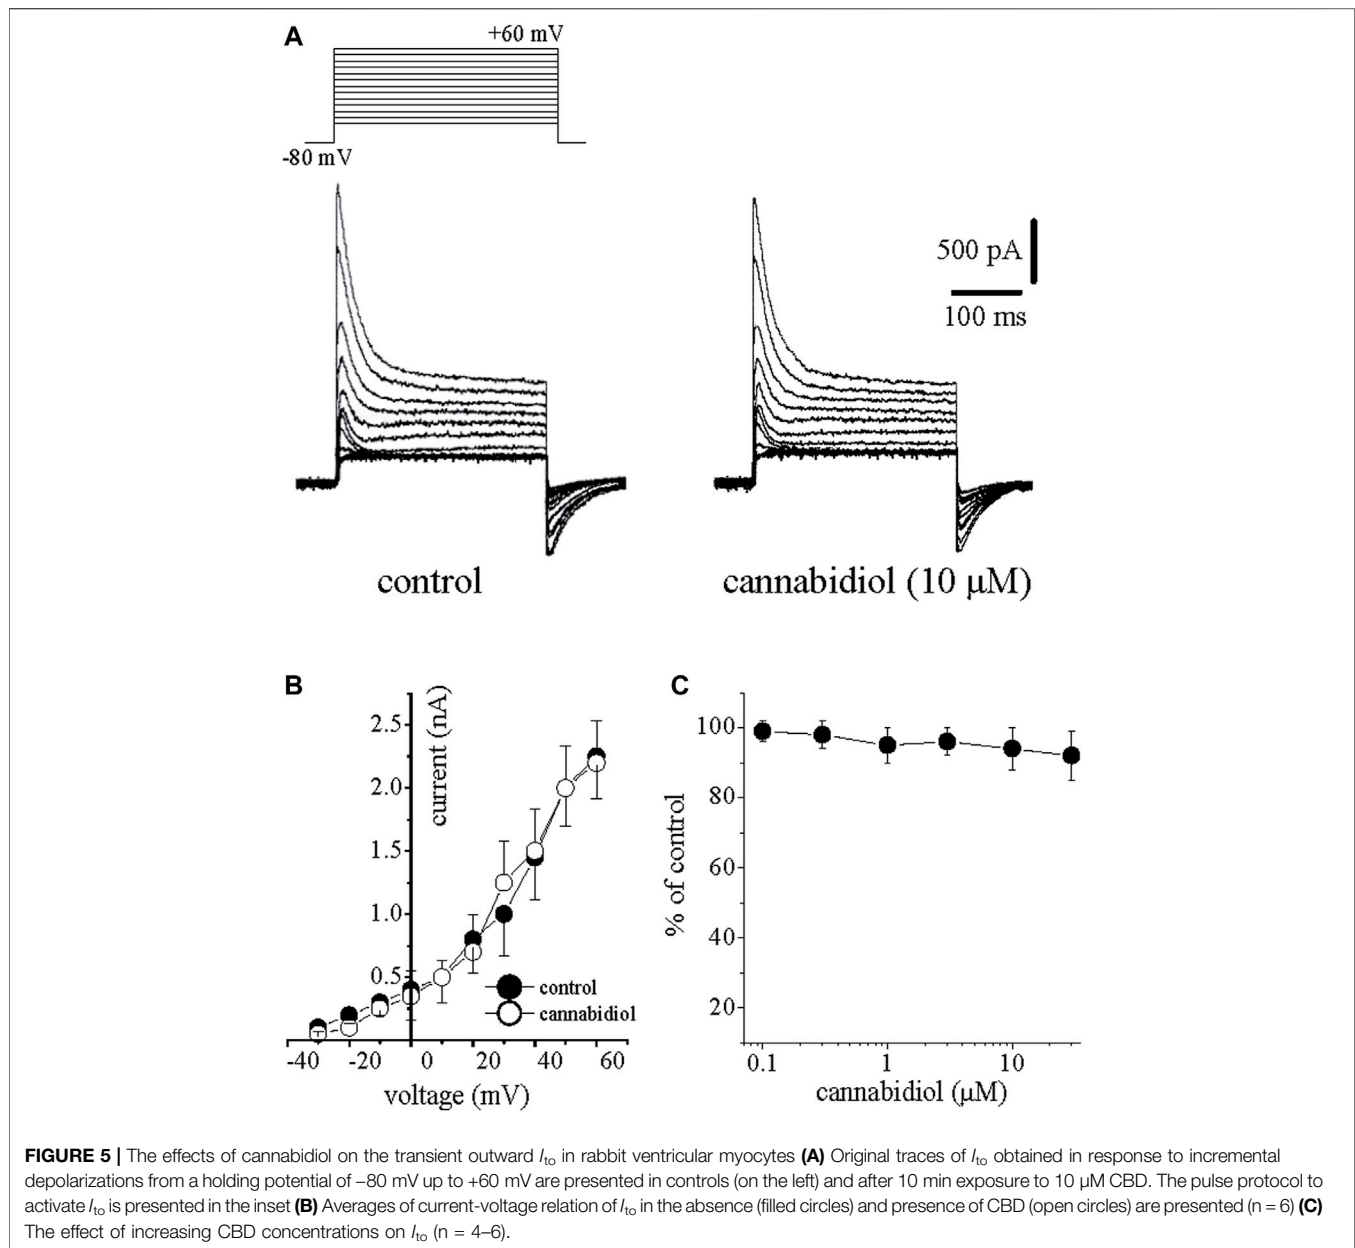 A
+60 mV
-80 mV
500 pA
100 ms
control
cannabidiol (10 μM)
B
current (nA)
2.5
2.0
1.5
1.0
0.5
control
cannabidiol
-40
-20
0
20
40
60
voltage (mV)
C
% of control
100
80
60
40
20
0.1
1
10
cannabidiol (μM)
FIGURE 5 | The effects of cannabidiol on the transient outward Ito in rabbit ventricular myocytes (A) Original traces of Ito obtained in response to incremental
depolarizations from a holding potential of −80 mV up to +60 mV are presented in controls (on the left) and after 10 min exposure to 10 μM CBD. The pulse protocol to
activate Ito is presented in the inset (B) Averages of current-voltage relation of Ito in the absence (filled circles) and presence of CBD (open circles) are presented (n = 6) (C)
The effect of increasing CBD concentrations on Ito (n = 4–6).